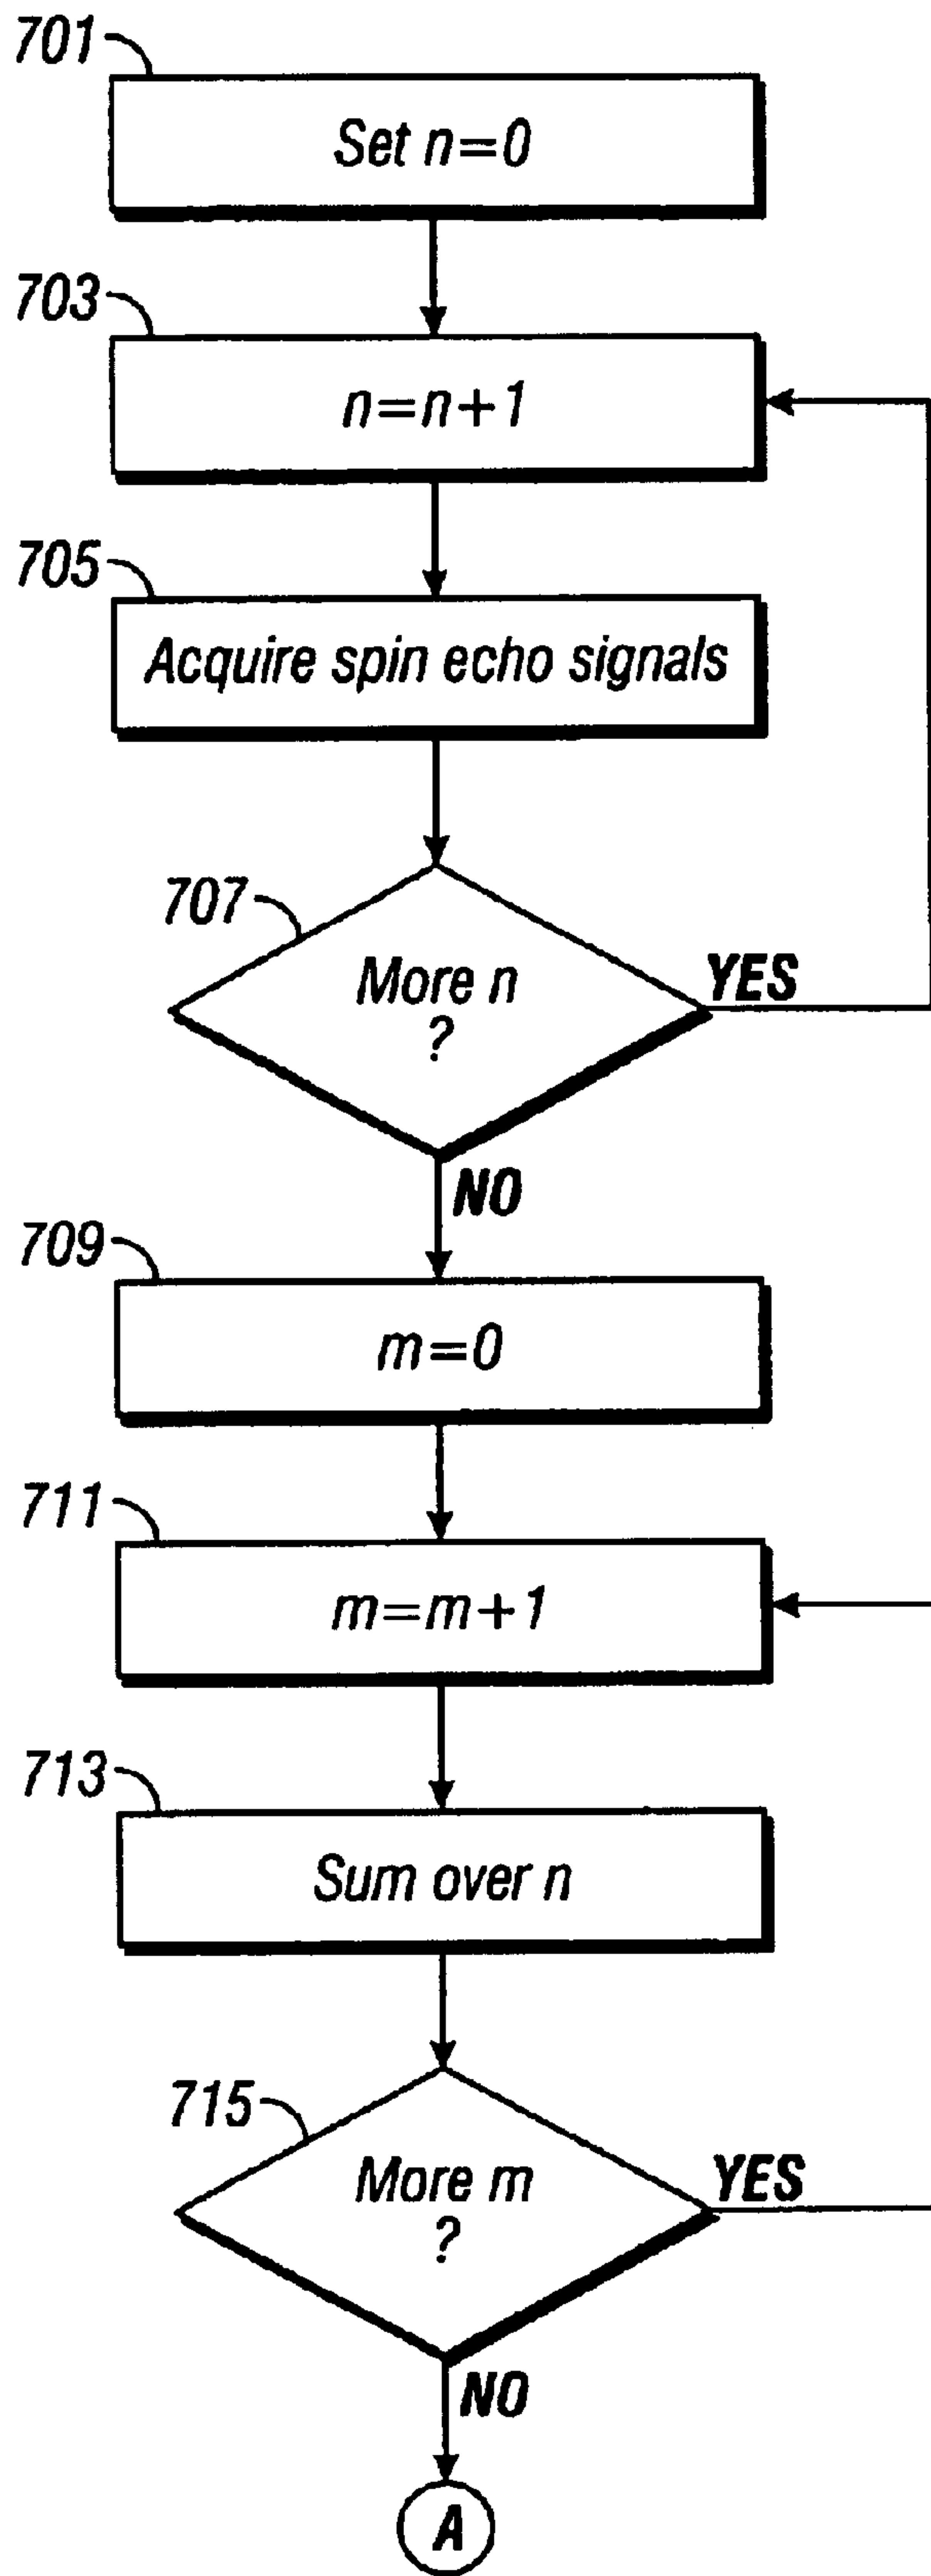 701
Set n=0
703
n=n+1
705
Acquire spin echo signals
707
More n
?
YES
NO
709
m=0
711
m=m+1
713
Sum over n
715
More m
?
YES
NO
A